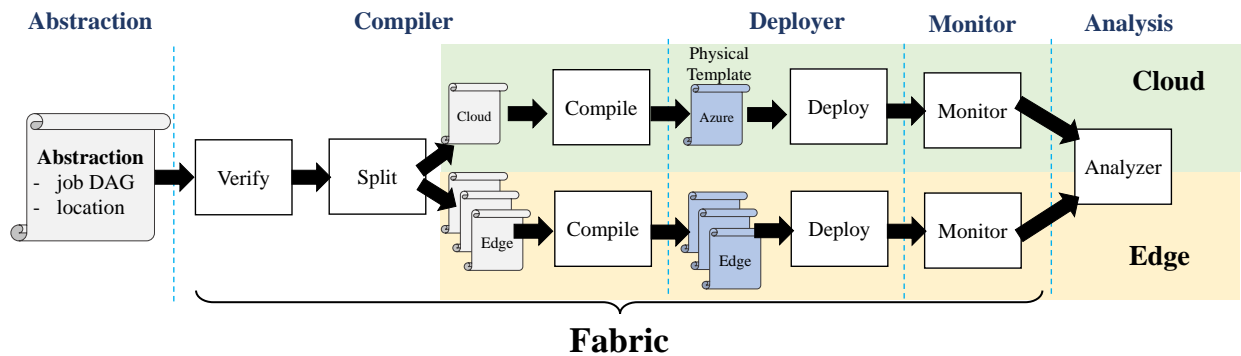 Abstraction
Compiler
Deployer
Monitor
Analysis
Physical
Template
Cloud
Cloud
Compile
Azure
Deploy
Monitor
Abstraction
- job DAG
- location
Verify
Split
Analyzer
Edge
Compile
Edge
Deploy
Monitor
Edge
Fabric